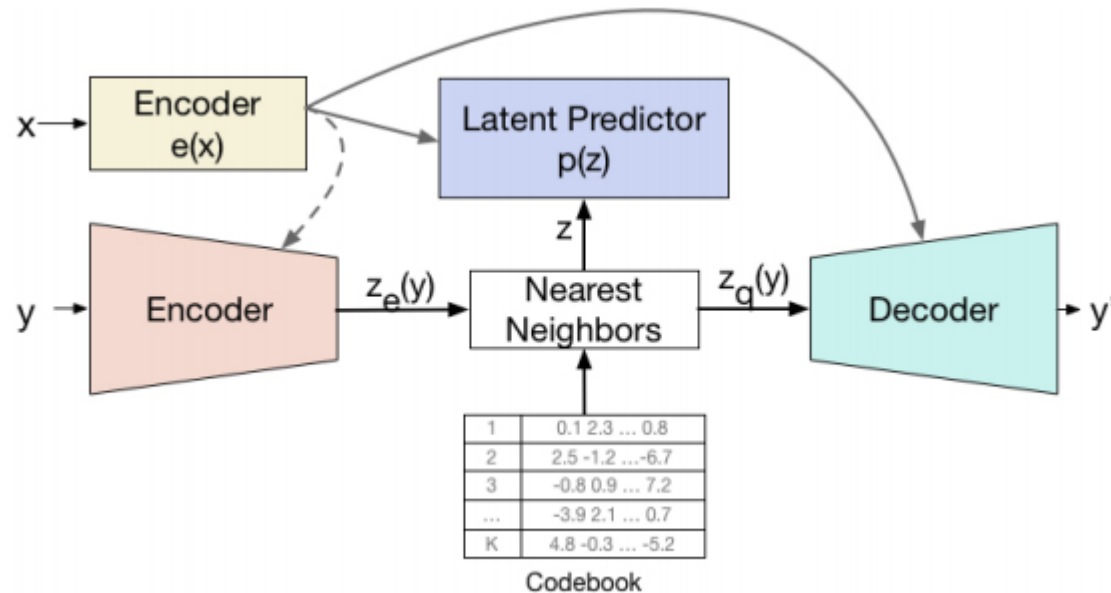 x
Encoder
e(x)
Latent Predictor
p(z)
z
y
Encoder
z_e(y)
Nearest
Neighbors
z_q(y)
Decoder
y'
1 0.1 2.3 ... 0.8
2 2.5 -1.2 ...-6.7
3 -0.8 0.9 ... 7.2
... -3.9 2.1 ... 0.7
K 4.8 -0.3 ... -5.2
Codebook